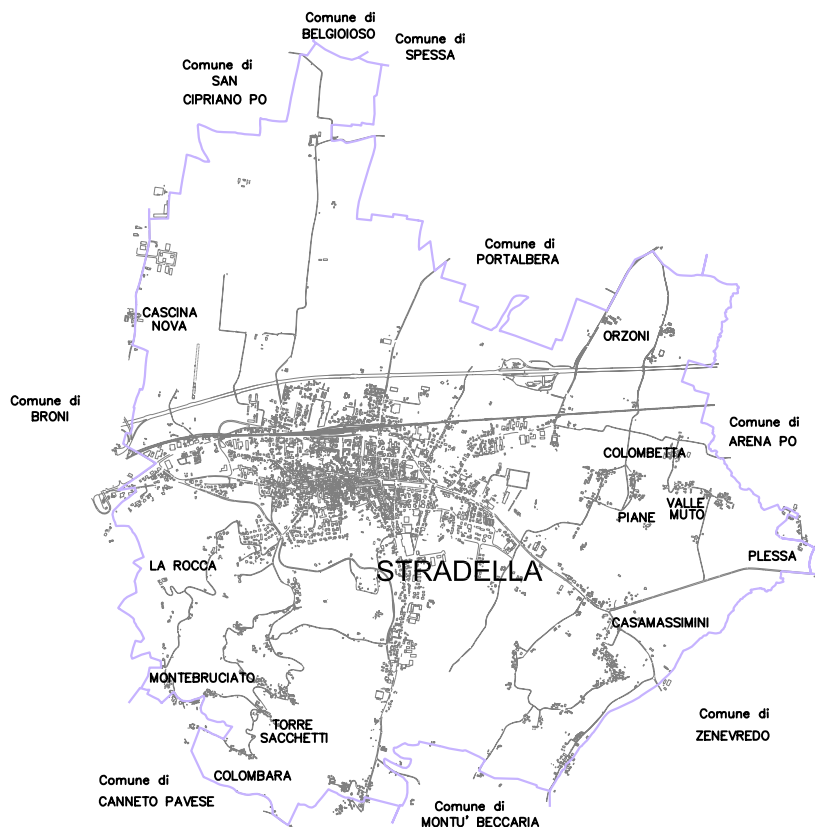 Comune di
BELGIOIOSO
Comune di
SPESSA
Comune di
SAN
CIPRIANO PO
Comune di
PORTALBERA
CASCINA
NOVA
ORZONI
Comune di
BRONI
Comune di
ARENA PO
COLOMBETTA
VALLE
MUTO
PIANE
PLESSA
LA ROCCA
STRADELLA
CASAMASSIMINI
MONTEBRUCIATO
TORRE
SACCHETTI
Comune di
ZENEVREDO
COLOMBARA
Comune di
CANNETO PAVESE
Comune di
MONTU' BECCARIA